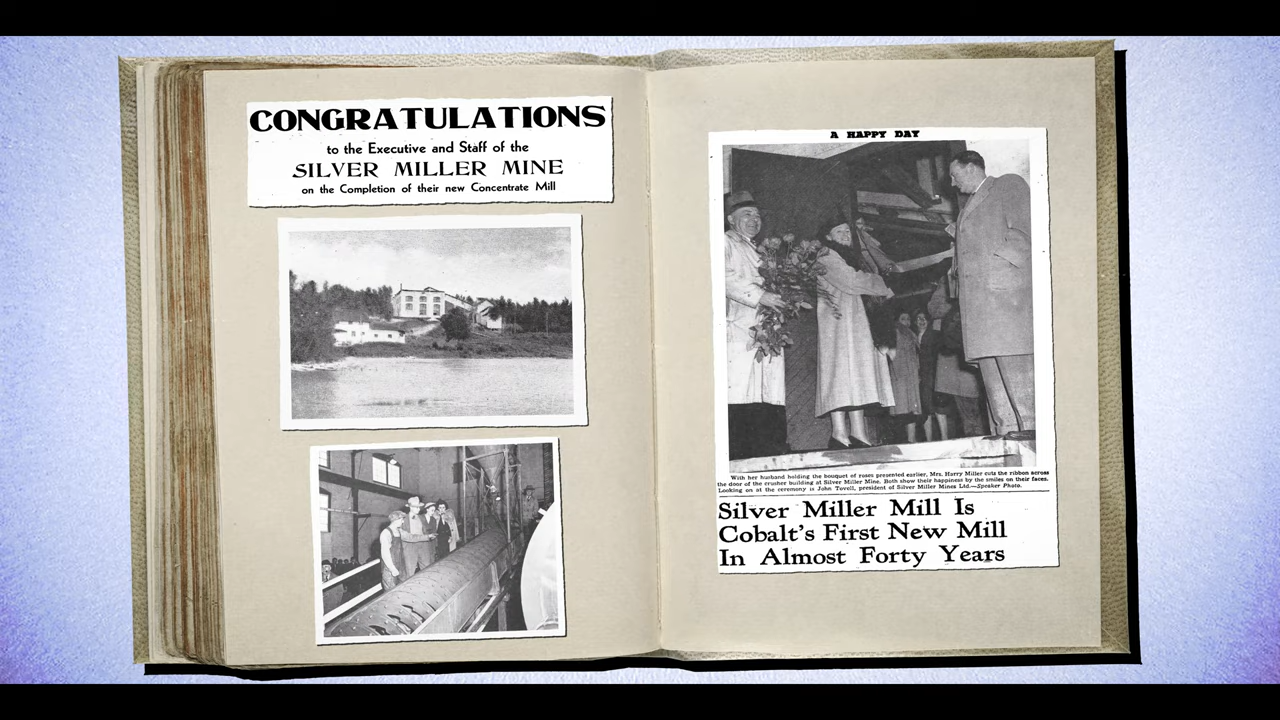 CONGRATULATIONS
to the Executive and Staff of the
SILVER MILLER MINE
on the Completion of their new Concentrate Mill
A HAPPY DAY
With her husband holding the bouquet of roses presented earlier, Mrs. Harry Miller cuts the ribbon across
the door of the crusher building at Silver Miller Mine. Both show their happiness by the smiles on their faces.
Looking on at the ceremony is John Tovell, president of Silver Miller Mines Ltd.—Speaker Photo.
Silver Miller Mill Is
Cobalt's First New Mill
In Almost Forty Years